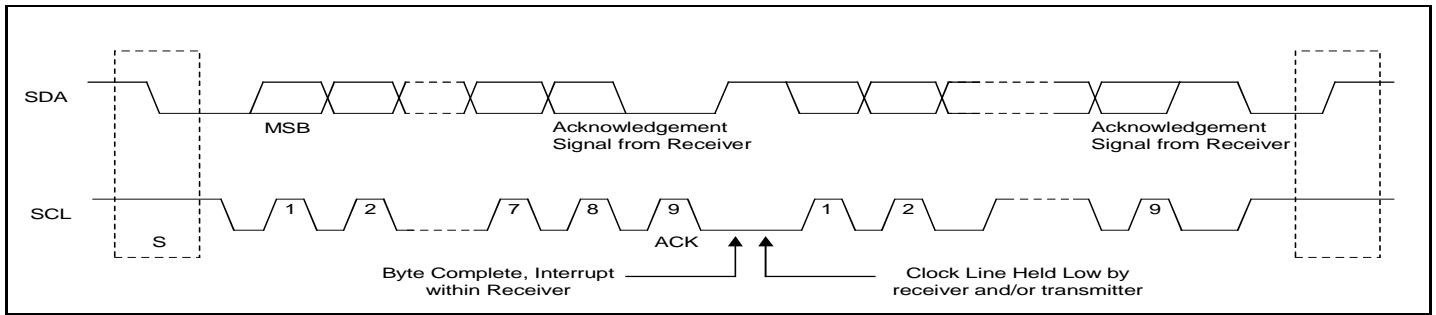 SDA
MSB
Acknowledgement
Signal from Receiver
Acknowledgement
Signal from Receiver
SCL
1
2
7
8
9
1
2
9
S
ACK
Byte Complete, Interrupt
within Receiver
Clock Line Held Low by
receiver and/or transmitter